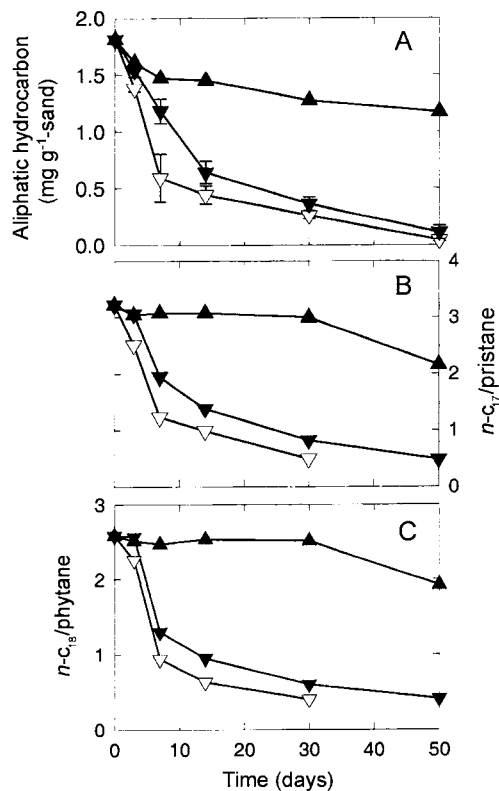 A
Aliphatic hydrocarbon
(mg g⁻¹-sand)
2.0
1.5
1.0
0.5
0.0
B
n-c₁₇/pristane
4
3
2
1
0
C
n-c₁₈/phytane
3
2
1
0
0 10 20 30 40 50
Time (days)